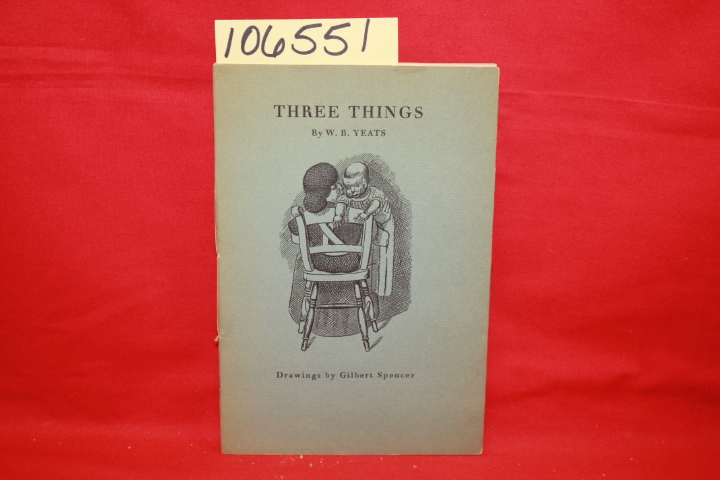 106551
THREE THINGS
By W. B. YEATS
Drawings by Gilbert Spencer